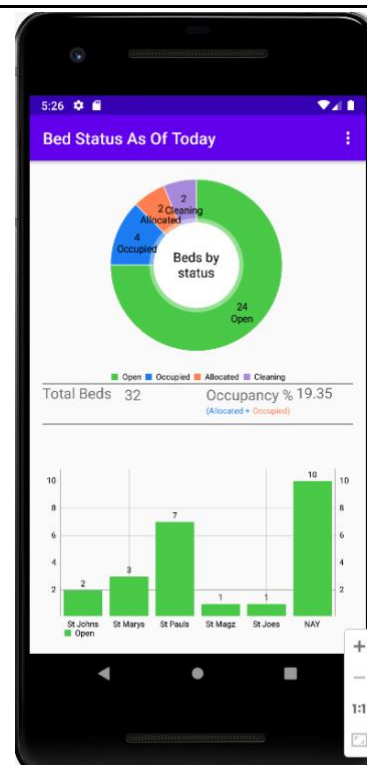 5:26
Bed Status As Of Today
2
Cleaning
2
Allocated
4
Occupied
Beds by
status
24
Open
Open Occupied Allocated Cleaning
Total Beds 32 Occupancy % 19.35
(Allocated + Occupied)
10 10 10
8 8
7
6 6
4 4
3
2 2 2
1 1
St Johns St Marys St Pauls St Magz St Joes NAY
Open
1:1